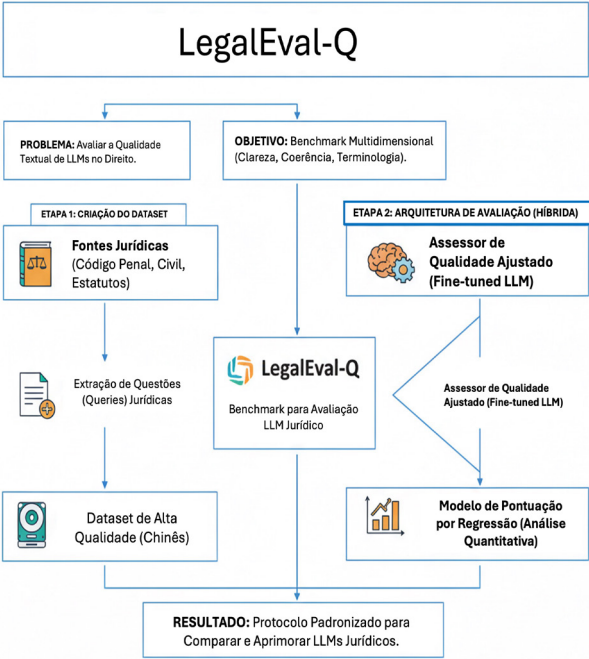 LegalEval-Q
PROBLEMA: Avaliar a Qualidade
Textual de LLMs no Direito.
OBJETIVO: Benchmark Multidimensional
(Clareza, Coerência, Terminologia).
ETAPA 1: CRIAÇÃO DO DATASET
Fontes Jurídicas
(Código Penal, Civil,
Estatutos)
ETAPA 2: ARQUITETURA DE AVALIAÇÃO (HÍBRIDA)
Assessor de
Qualidade Ajustado
(Fine-tuned LLM)
LegalEval-Q
Benchmark para Avaliação
LLM Jurídico
Extração de Questões
(Queries) Jurídicas
Assessor de Qualidade
Ajustado (Fine-tuned LLM)
Dataset de Alta
Qualidade (Chinês)
Modelo de Pontuação
por Regressão (Análise
Quantitativa)
RESULTADO: Protocolo Padronizado para
Comparar e Aprimorar LLMs Jurídicos.